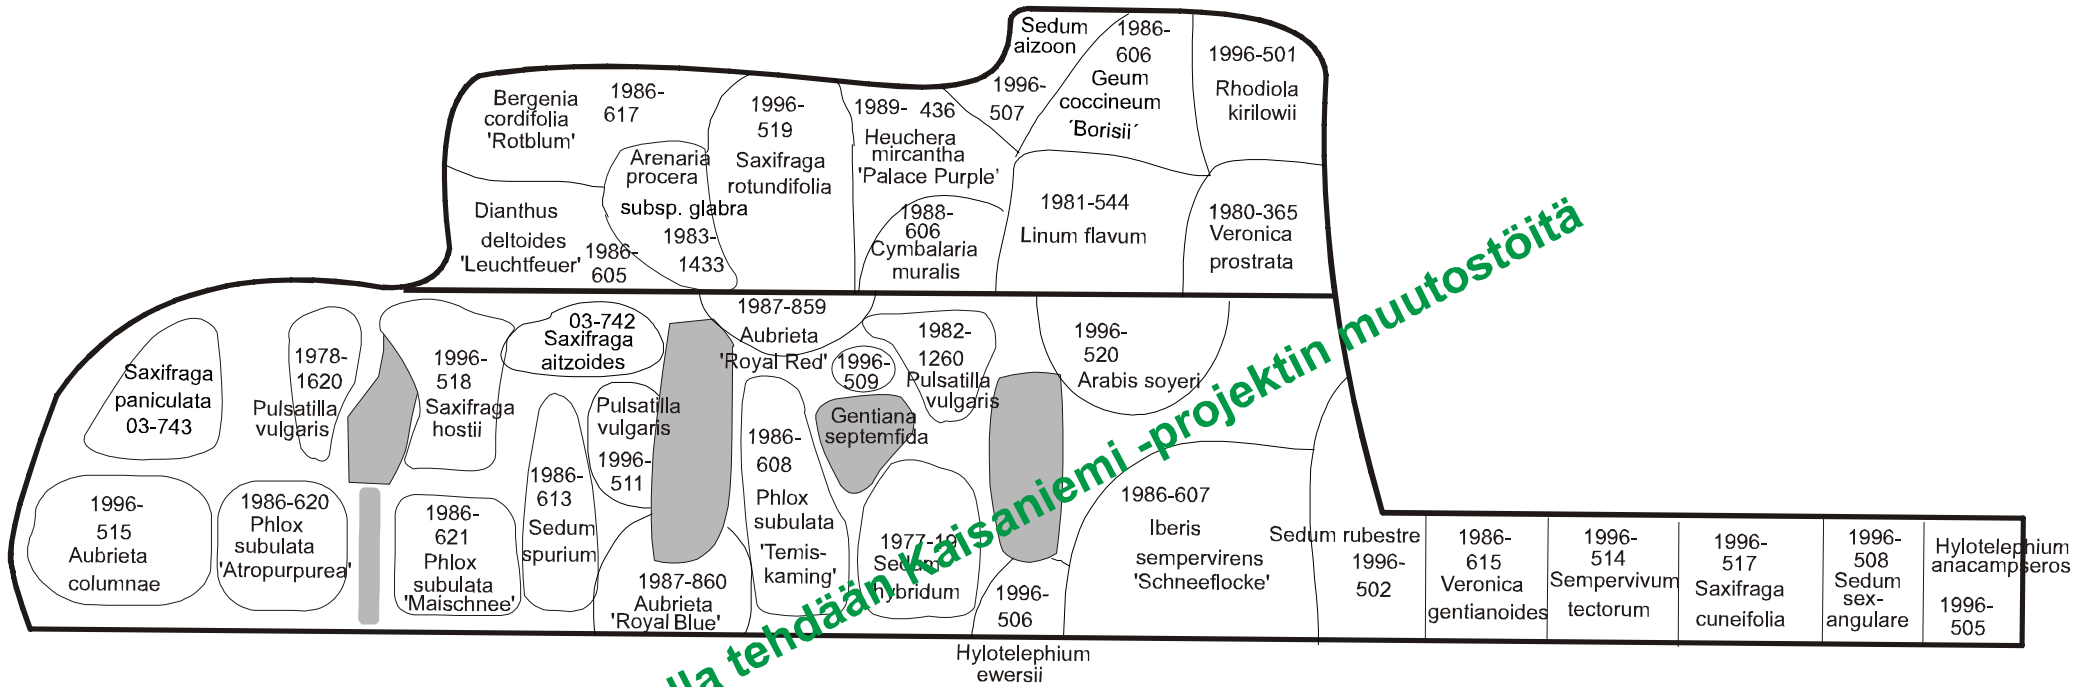 Sedum
aizoon
1996-
507
1986-
606
Geum
coccineum
´Borisii´
1996-501
Rhodiola
kirilowii
Bergenia
cordifolia
'Rotblum'
1986-
617
Arenaria
procera
subsp. glabra
1983-
1433
1996-
519
Saxifraga
rotundifolia
1989- 436
Heuchera
mircantha
'Palace Purple'
Dianthus
deltoides
'Leuchtfeuer'
1986-
605
1988-
606
Cymbalaria
muralis
1981-544
Linum flavum
1980-365
Veronica
prostrata
Saxifraga
paniculata
03-743
1978-
1620
Pulsatilla
vulgaris
1996-
518
Saxifraga
hostii
03-742
Saxifraga
aitzoides
1987-859
Aubrieta
'Royal Red'
1996-
509
Gentiana
septemfida
1982-
1260
Pulsatilla
vulgaris
1996-
520
Arabis soyeri
1996-
515
Aubrieta
columnae
1986-620
Phlox
subulata
'Atropurpurea'
1986-
621
Phlox
subulata
'Maischnee'
1986-
613
Sedum
spurium
Pulsatilla
vulgaris
1996-
511
1987-860
Aubrieta
'Royal Blue'
1986-
608
Phlox
subulata
'Temis-
kaming'
1977-19
Sedum
hybridum
1996-
506
Hylotelephium
ewersii
1986-607
Iberis
sempervirens
'Schneeflocke'
Sedum rubestre
1996-
502
1986-
615
Veronica
gentianoides
1996-
514
Sempervivum
tectorum
1996-
517
Saxifraga
cuneifolia
1996-
508
Sedum
sex-
angulare
Hylotelephium
anacampseros
1996-
505
lla tehdään Kaisaniemi -projektin muutostöitä